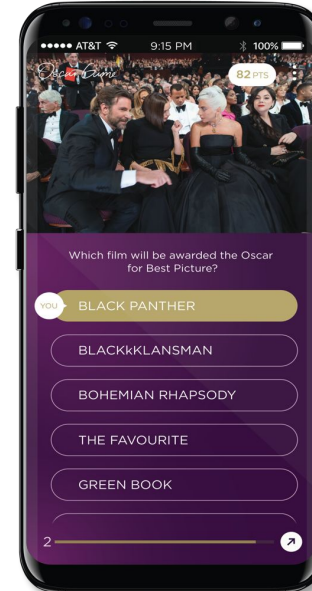 AT&T 9:15 PM 100%
Oscar Game
82 PTS
Which film will be awarded the Oscar
for Best Picture?
YOU BLACK PANTHER
BLACKkKLANSMAN
BOHEMIAN RHAPSODY
THE FAVOURITE
GREEN BOOK
2